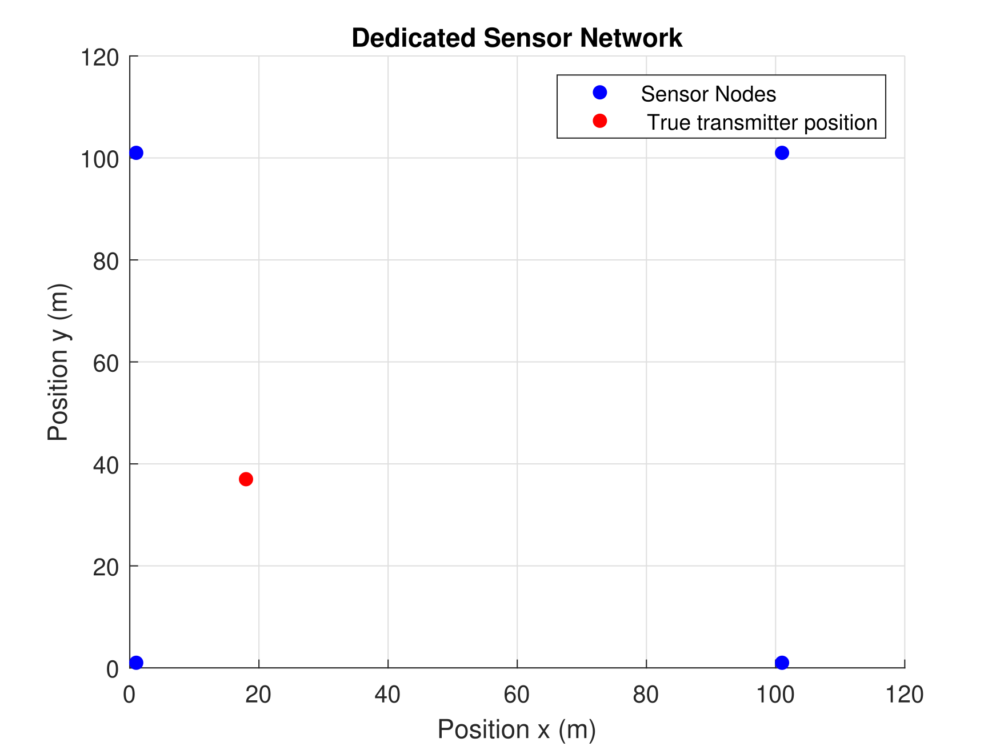 Dedicated Sensor Network
120
Sensor Nodes
True transmitter position
100
80
60
40
20
0
Position y (m)
0 20 40 60 80 100 120
Position x (m)